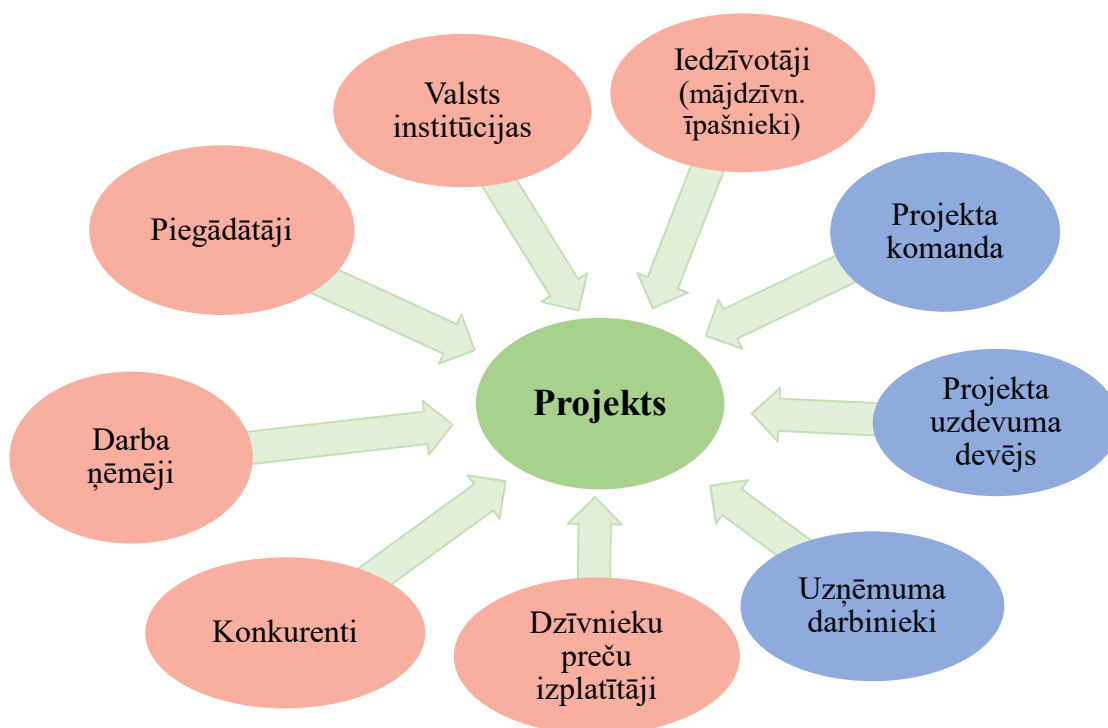 Iedzīvotāji
(mājdzīvn.
īpašnieki)
Valsts
institūcijas
Piegādātāji
Projekta
komanda
Projekts
Projekta
uzdevuma
devējs
Darba
ņēmēji
Konkurenti
Dzīvnieku
preču
izplatītāji
Uzņēmuma
darbinieki